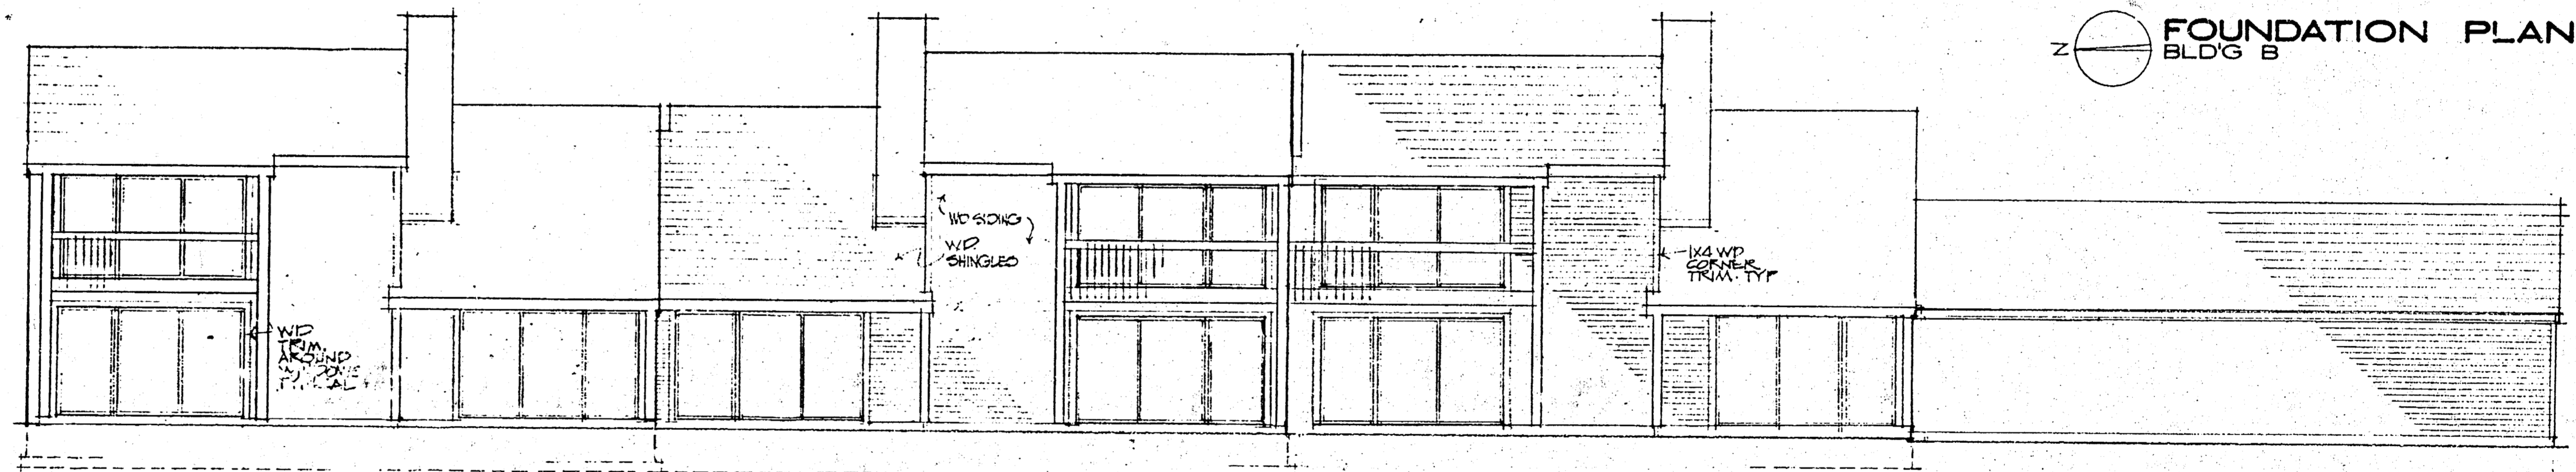 Z
FOUNDATION PLAN
BLD'G B
WD SIDING
WD
SHINGLES
1X4 WD
CORNER
TRIM. TYP
WD
TRIM
AROUND